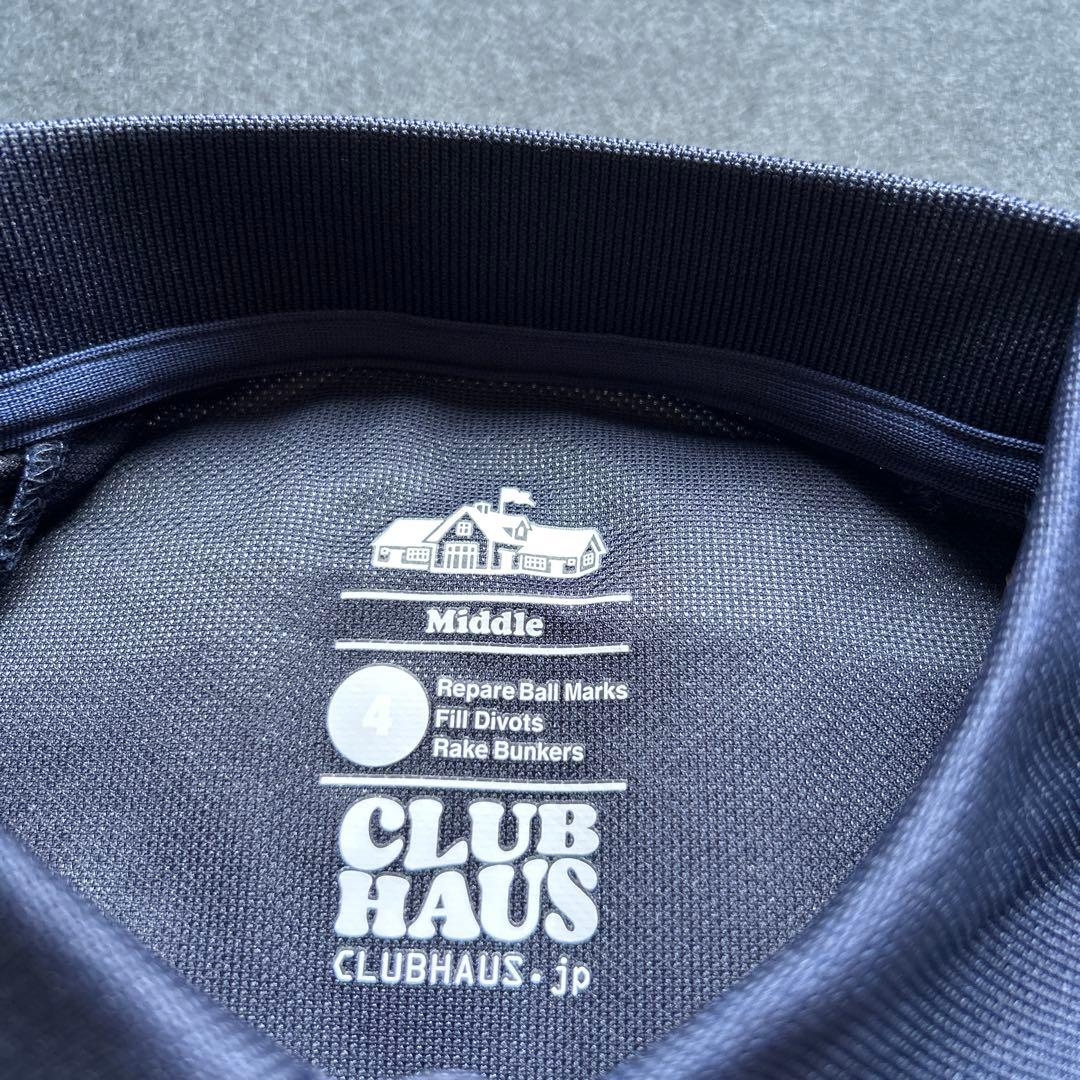 Middle
4
Repare Ball Marks
Fill Divots
Rake Bunkers
CLUB
HAUS
CLUBHAUS.jp